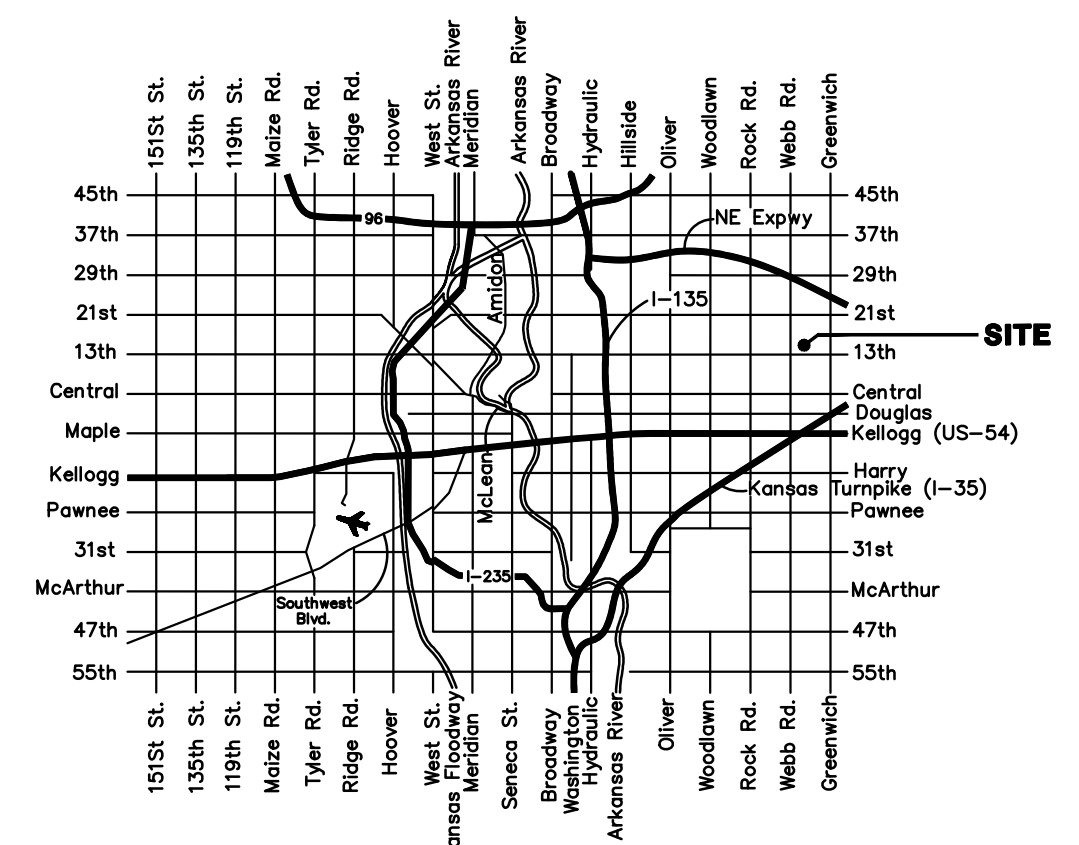 151St St.
135th St.
119th St.
Maize Rd.
Tyler Rd.
Ridge Rd.
Hoover
West St.
Arkansas River
Meridian
Arkansas River
Broadway
Hydraulic
Hillside
Oliver
Woodlawn
Rock Rd.
Webb Rd.
Greenwich
45th
37th
29th
21st
13th
Central
Maple
Kellogg
Pawnee
31st
McArthur
47th
55th
96
Amidon
McLean
I-235
Southwest
Blvd.
NE Expwy
I-135
SITE
45th
37th
29th
21st
13th
Central
Douglas
Kellogg (US-54)
Harry
Kansas Turnpike (I-35)
Pawnee
31st
McArthur
47th
55th
151St St.
135th St.
119th St.
Maize Rd.
Tyler Rd.
Ridge Rd.
Hoover
West St.
ansas Floodway
Meridian
Seneca St.
Broadway
Washington
Hydraulic
Arkansas River
Oliver
Woodlawn
Rock Rd.
Webb Rd.
Greenwich